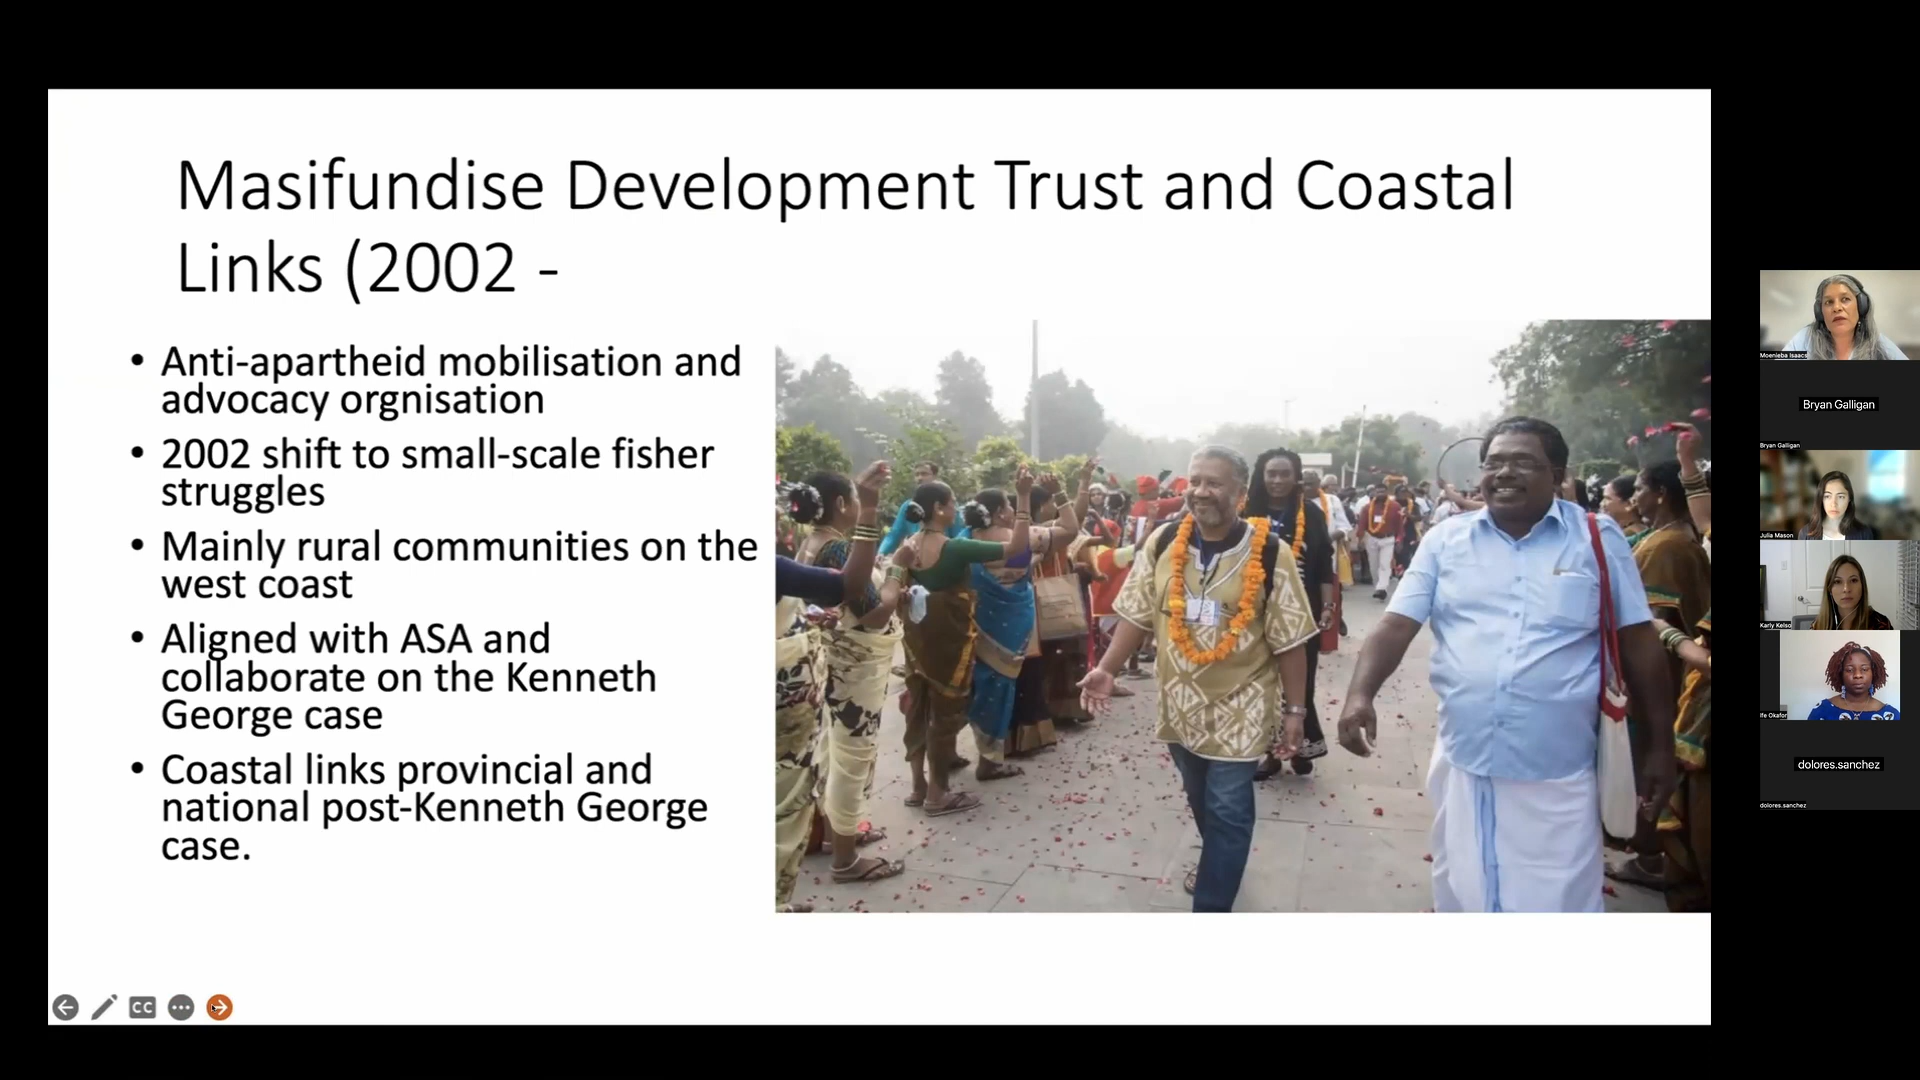 Masifundise Development Trust and Coastal
Links (2002 -
• Anti-apartheid mobilisation and
advocacy orgnisation
• 2002 shift to small-scale fisher
struggles
• Mainly rural communities on the
west coast
• Aligned with ASA and
collaborate on the Kenneth
George case
• Coastal links provincial and
national post-Kenneth George
case.
CC
Moenieba Isaacs
Bryan Galligan
Bryan Galligan
Julia Mason
Karly Kelso
Ife Okafor
dolores.sanchez
dolores.sanchez